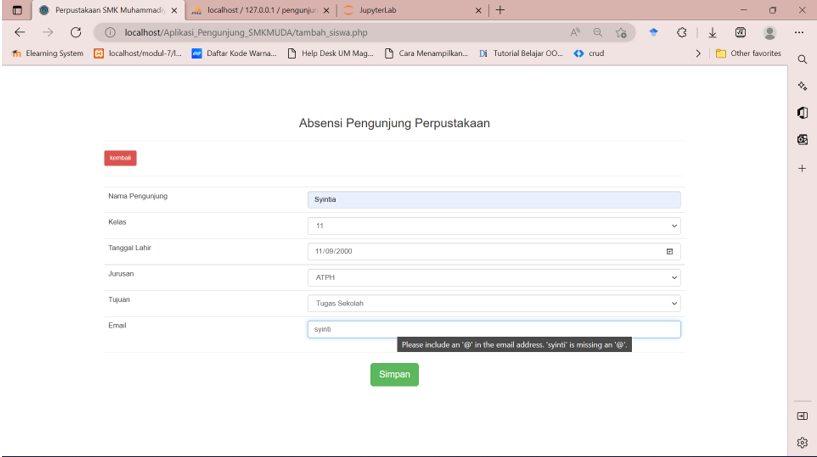 Perpustakaan SMK Muhammadi
localhost / 127.0.0.1 / pengunjun
JupyterLab
localhost/Aplikasi_Pengunjung_SMKMUDA/tambah_siswa.php
Elearning System
localhost/modul-7/l...
Daftar Kode Warna...
Help Desk UM Mag...
Cara Menampilkan...
Di Tutorial Belajar OO...
crud
Other favorites
Absensi Pengunjung Perpustakaan
kembali
Nama Pengunjung
Syintia
Kelas
11
Tanggal Lahir
11/09/2000
Jurusan
ATPH
Tujuan
Tugas Sekolah
Email
syinti
Please include an '@' in the email address. 'syinti' is missing an '@'.
Simpan